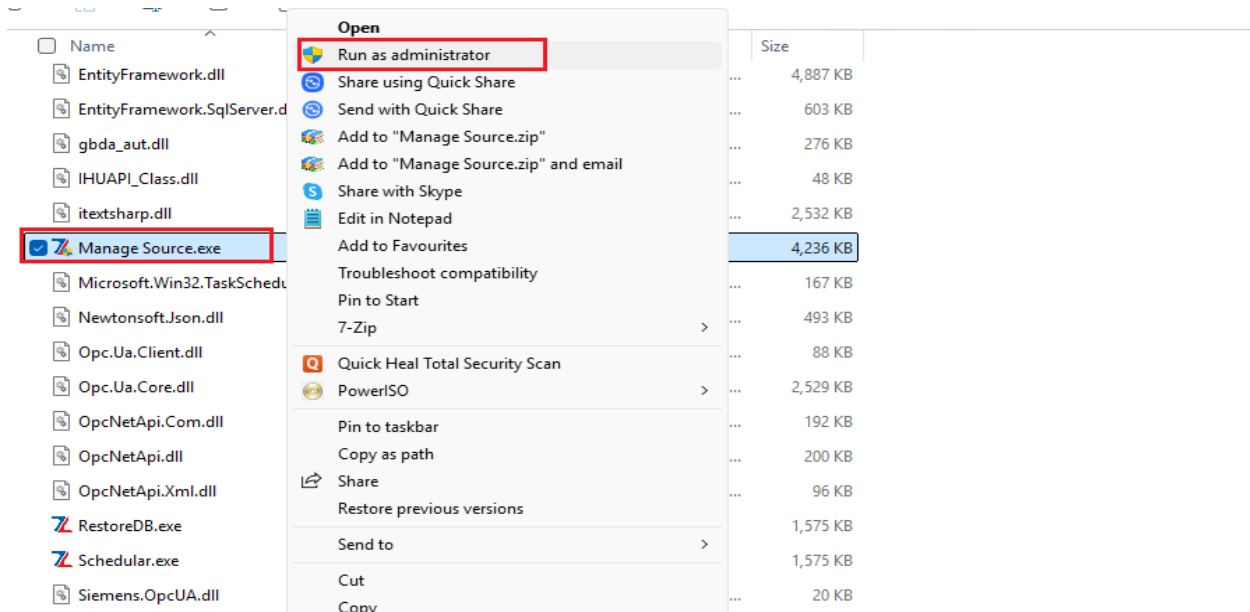 Name
Size
EntityFramework.dll
... 4,887 KB
EntityFramework.SqlServer.d
603 KB
gbda_aut.dll
... 276 KB
IHUAPI_Class.dll
... 48 KB
itextsharp.dll
... 2,532 KB
Manage Source.exe
4,236 KB
Microsoft.Win32.TaskSchedu
... 167 KB
Newtonsoft.Json.dll
... 493 KB
Opc.Ua.Client.dll
... 88 KB
Opc.Ua.Core.dll
... 2,529 KB
OpcNetApi.Com.dll
... 192 KB
OpcNetApi.dll
... 200 KB
OpcNetApi.Xml.dll
... 96 KB
RestoreDB.exe
1,575 KB
Schedular.exe
1,575 KB
Siemens.OpcUA.dll
... 20 KB
Open
Run as administrator
Share using Quick Share
Send with Quick Share
Add to "Manage Source.zip"
Add to "Manage Source.zip" and email
Share with Skype
Edit in Notepad
Add to Favourites
Troubleshoot compatibility
Pin to Start
7-Zip
Quick Heal Total Security Scan
PowerISO
Pin to taskbar
Copy as path
Share
Restore previous versions
Send to
Cut
Copy